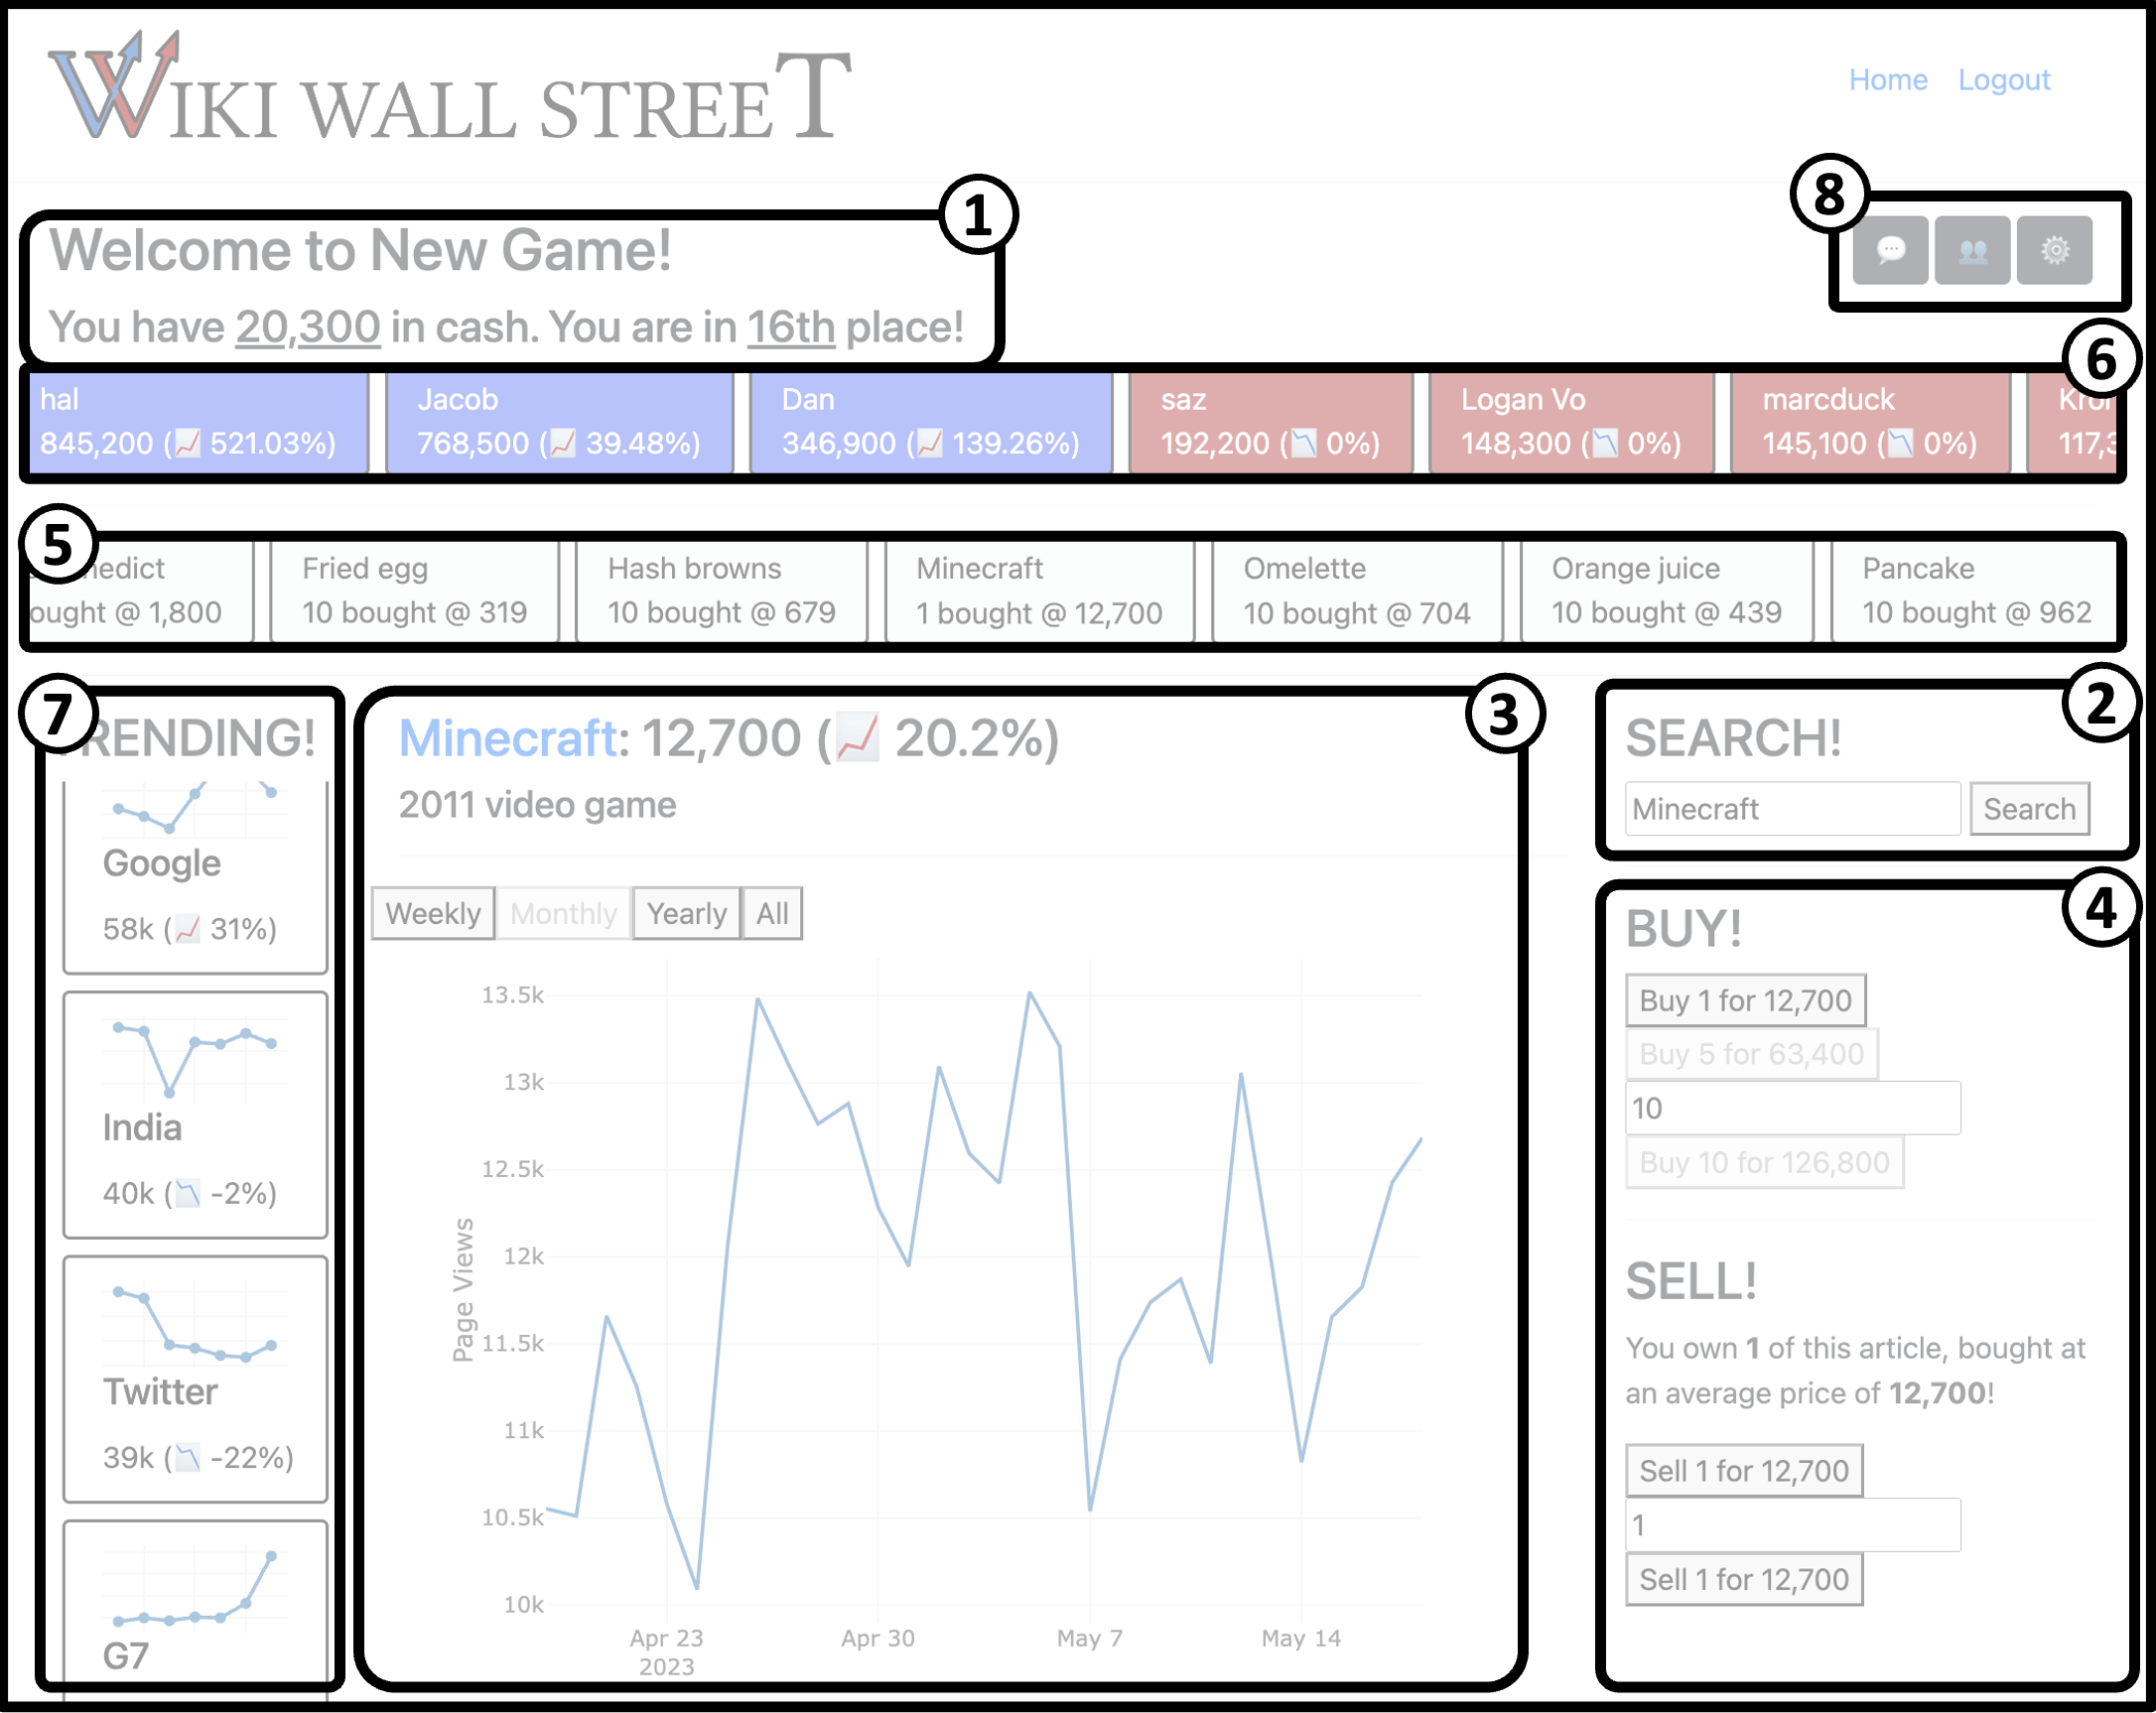 WIKI WALL STREET
Home Logout
1
8
Welcome to New Game!
You have 20,300 in cash. You are in 16th place!
6
hal
845,200 (📈 521.03%)
Jacob
768,500 (📈 39.48%)
Dan
346,900 (📈 139.26%)
saz
192,200 (📉 0%)
Logan Vo
148,300 (📉 0%)
marcduck
145,100 (📉 0%)
5
ought @ 1,800
Fried egg
10 bought @ 319
Hash browns
10 bought @ 679
Minecraft
1 bought @ 12,700
Omelette
10 bought @ 704
Orange juice
10 bought @ 439
Pancake
10 bought @ 962
7
RENDING!
Google
58k (📈 31%)
India
40k (📉 -2%)
Twitter
39k (📉 -22%)
G7
3
Minecraft: 12,700 (📈 20.2%)
2011 video game
Weekly Monthly Yearly All
Page Views
13.5k
13k
12.5k
12k
11.5k
11k
10.5k
10k
Apr 23
2023
Apr 30
May 7
May 14
2
SEARCH!
Minecraft Search
4
BUY!
Buy 1 for 12,700
Buy 5 for 63,400
10
Buy 10 for 126,800
SELL!
You own 1 of this article, bought at
an average price of 12,700!
Sell 1 for 12,700
1
Sell 1 for 12,700